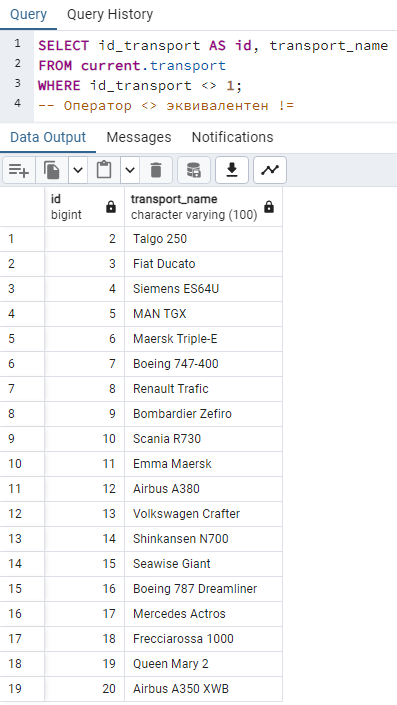 Query Query History
1 SELECT id_transport AS id, transport_name
2 FROM current.transport
3 WHERE id_transport <> 1;
4 -- Оператор <> эквивалентен !=
Data Output Messages Notifications
id transport_name
bigint character varying (100)
1 2 Talgo 250
2 3 Fiat Ducato
3 4 Siemens ES64U
4 5 MAN TGX
5 6 Maersk Triple-E
6 7 Boeing 747-400
7 8 Renault Trafic
8 9 Bombardier Zefiro
9 10 Scania R730
10 11 Emma Maersk
11 12 Airbus A380
12 13 Volkswagen Crafter
13 14 Shinkansen N700
14 15 Seawise Giant
15 16 Boeing 787 Dreamliner
16 17 Mercedes Actros
17 18 Frecciarossa 1000
18 19 Queen Mary 2
19 20 Airbus A350 XWB